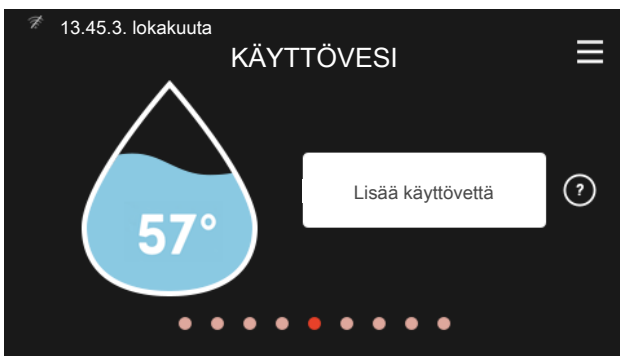 13.45.3. lokakuuta
KÄYTTÖVESI
57°
Lisää käyttövettä
?